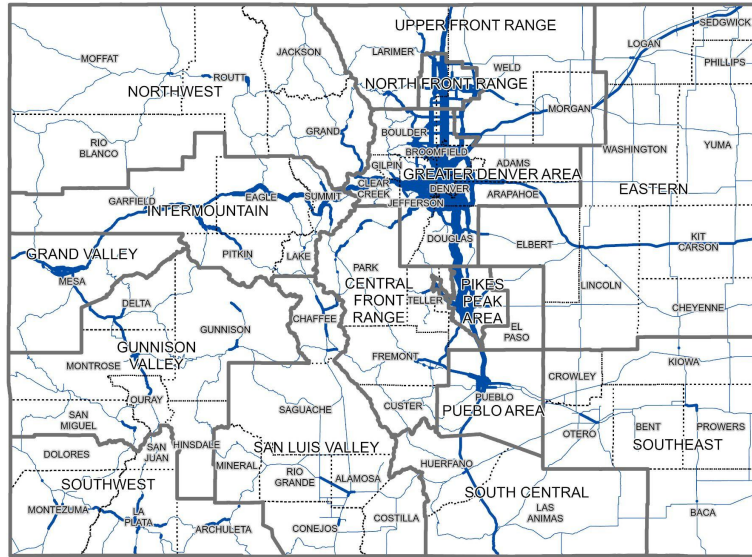 UPPER FRONT RANGE
SEDGWICK
LOGAN
JACKSON
LARIMER
MOFFAT
PHILLIPS
WELD
ROUTT
NORTH FRONT RANGE
NORTHWEST
MORGAN
GRAND
BOULDER
RIO
BLANCO
BROOMFIELD
WASHINGTON
YUMA
GILPIN
ADAMS
CLEAR
CREEK
GREATER DENVER AREA
DENVER
EASTERN
EAGLE
SUMMIT
GARFIELD
ARAPAHOE
JEFFERSON
INTERMOUNTAIN
DOUGLAS
ELBERT
KIT
CARSON
GRAND VALLEY
PITKIN
LAKE
PARK
MESA
LINCOLN
CENTRAL
FRONT
RANGE
TELLER
PIKES
PEAK
AREA
DELTA
CHAFFEE
CHEYENNE
GUNNISON
EL
PASO
GUNNISON
VALLEY
MONTROSE
FREMONT
KIOWA
CROWLEY
OURAY
PUEBLO
CUSTER
PUEBLO AREA
SAGUACHE
SAN
MIGUEL
OTERO
BENT
PROWERS
SOUTHEAST
DOLORES
SAN
JUAN
HINSDALE
SAN LUIS VALLEY
MINERAL
HUERFANO
RIO
GRANDE
ALAMOSA
SOUTHWEST
SOUTH CENTRAL
MONTEZUMA
LA
PLATA
LAS
ANIMAS
BACA
ARCHULETA
CONEJOS
COSTILLA